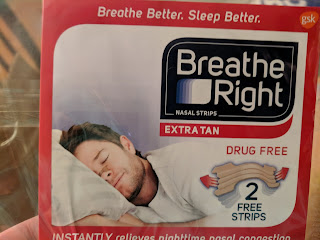 Breathe Better. Sleep Better.
gsk
Breathe
Right
NASAL STRIPS
EXTRA TAN
DRUG FREE
2
FREE
STRIPS
INSTANTLY relieves nighttime nasal congestion